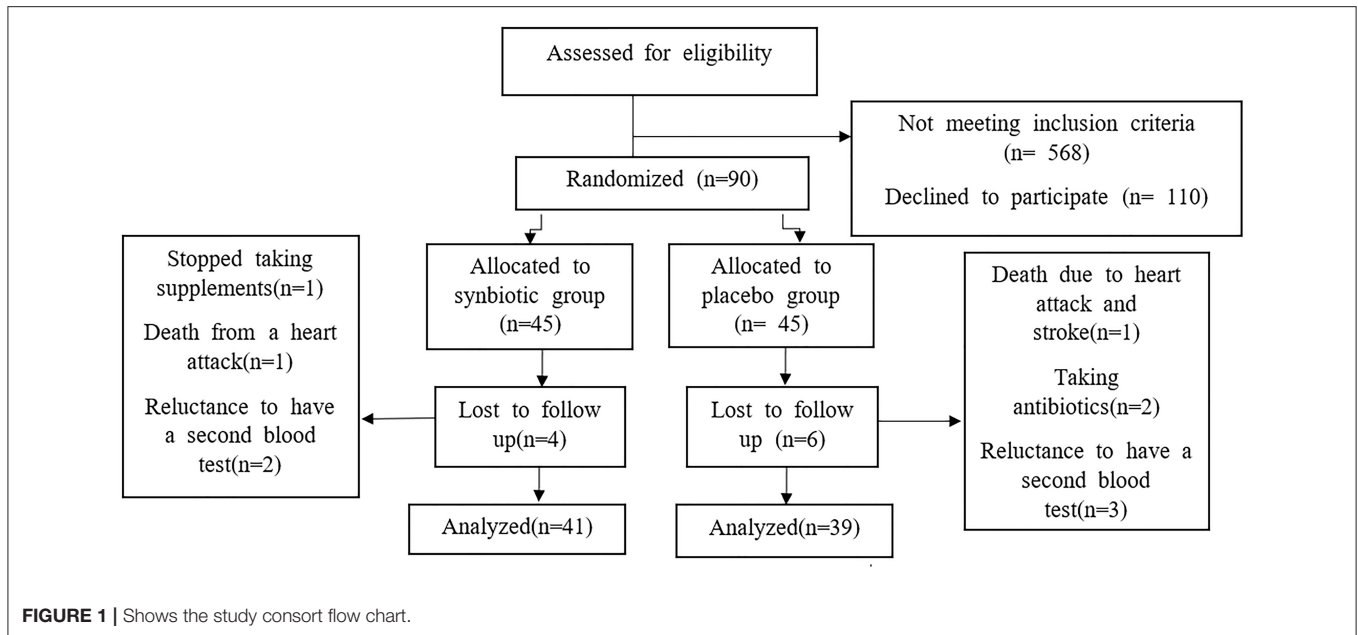 Assessed for eligibility
Not meeting inclusion criteria
(n= 568)
Declined to participate (n= 110)
Randomized (n=90)
Stopped taking
supplements(n=1)
Death from a heart
attack(n=1)
Reluctance to have
a second blood
test(n=2)
Allocated to
synbiotic group
(n=45)
Allocated to
placebo group
(n= 45)
Death due to heart
attack and
stroke(n=1)
Taking
antibiotics(n=2)
Reluctance to have a
second blood
test(n=3)
Lost to follow
up(n=4)
Lost to follow
up (n=6)
Analyzed(n=41)
Analyzed(n=39)
FIGURE 1 | Shows the study consort flow chart.